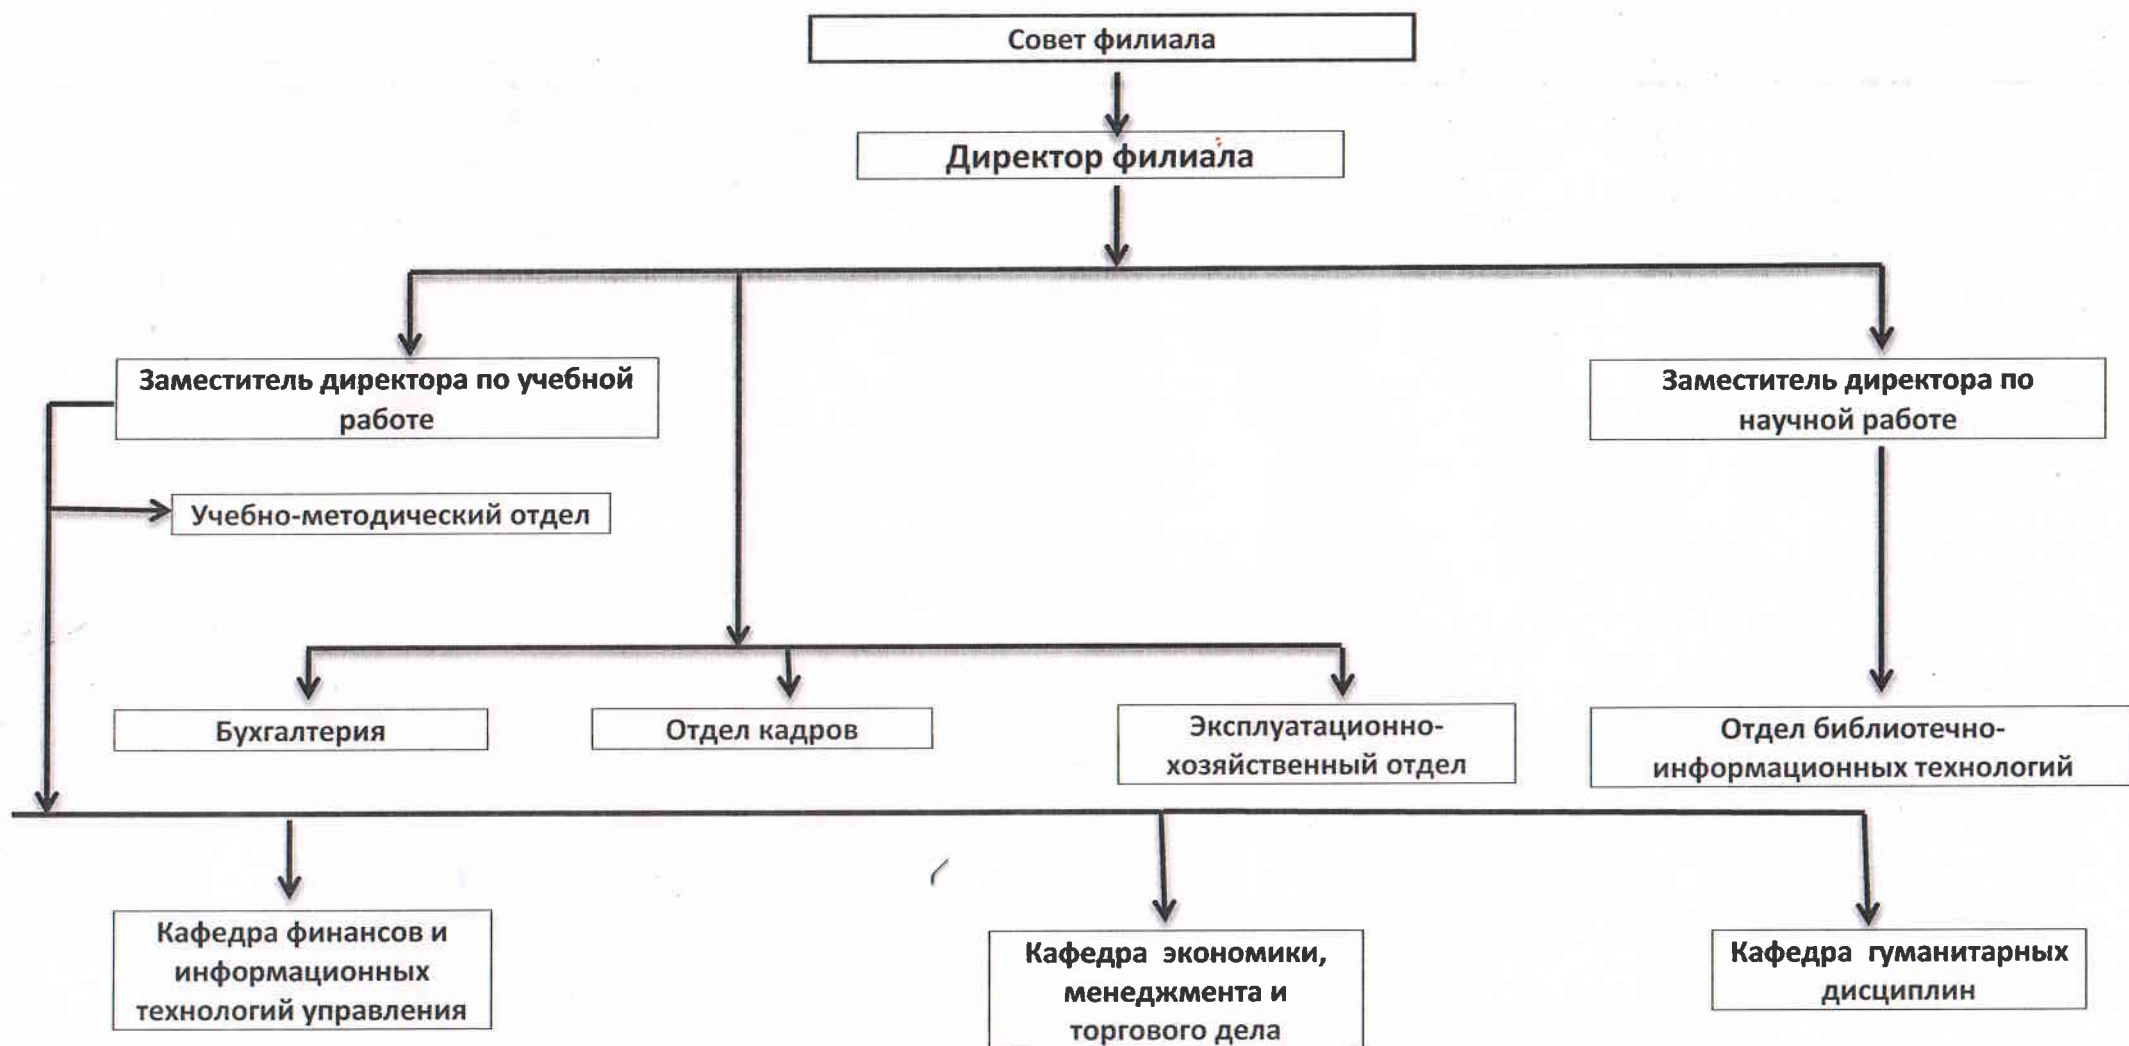 Совет филиала
Директор филиала
Заместитель директора по учебной
работе
Заместитель директора по
научной работе
Учебно-методический отдел
Бухгалтерия
Отдел кадров
Эксплуатационно-
хозяйственный отдел
Отдел библиотечно-
информационных технологий
Кафедра финансов и
информационных
технологий управления
Кафедра экономики,
менеджмента и
торгового дела
Кафедра гуманитарных
дисциплин